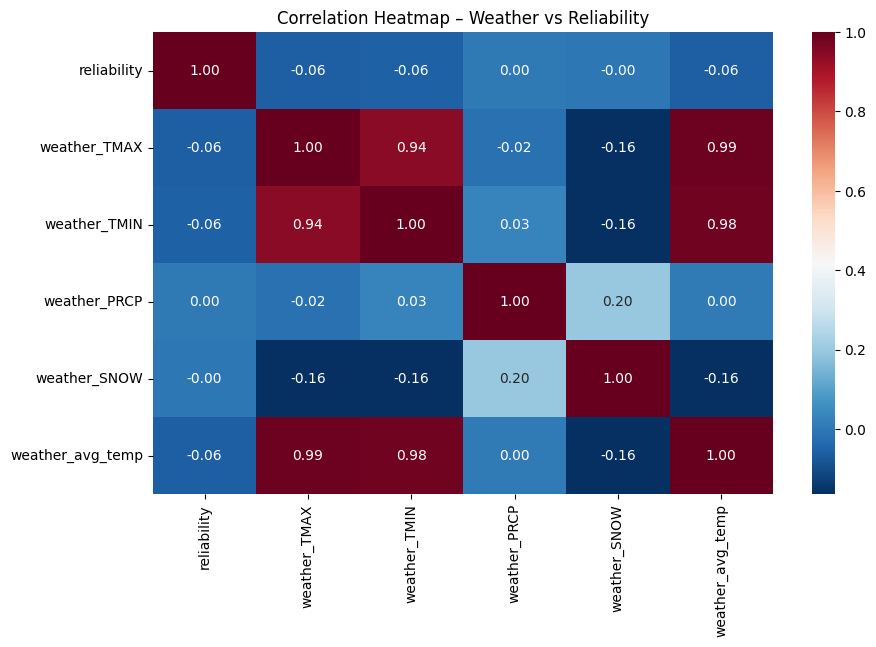 Correlation Heatmap – Weather vs Reliability
reliability 1.00 -0.06 -0.06 0.00 -0.00 -0.06
weather_TMAX -0.06 1.00 0.94 -0.02 -0.16 0.99
weather_TMIN -0.06 0.94 1.00 0.03 -0.16 0.98
weather_PRCP 0.00 -0.02 0.03 1.00 0.20 0.00
weather_SNOW -0.00 -0.16 -0.16 0.20 1.00 -0.16
weather_avg_temp -0.06 0.99 0.98 0.00 -0.16 1.00
reliability
weather_TMAX
weather_TMIN
weather_PRCP
weather_SNOW
weather_avg_temp
1.0
0.8
0.6
0.4
0.2
0.0